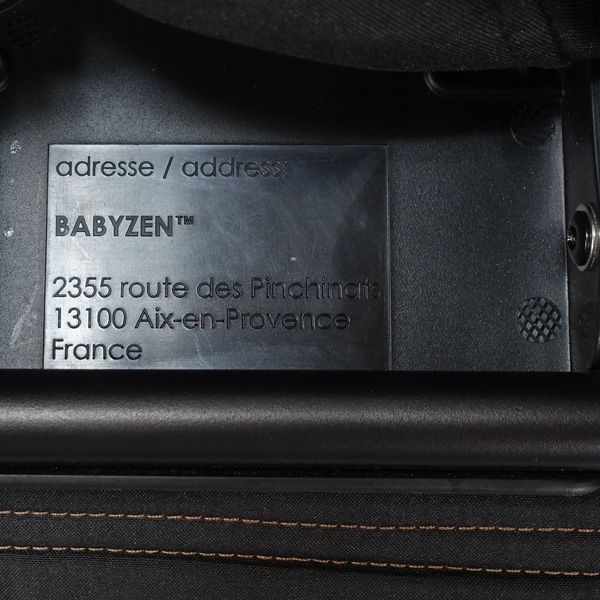 adresse / address:
BABYZEN™
2355 route des Pinchinats
13100 Aix-en-Provence
France